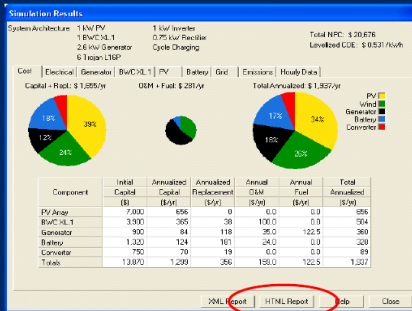 Simulation Results
System Architecture: 1 kW PV 1 kW Inverter
1 BWC XL.1 0.75 kW Rectifier
2.6 kW Generator Cycle Charging
6 Trojan L16P
Total NPC: $ 20,676
Levelized COE: $ 0.531/kWh
Cost Electrical Generator BWC XL.1 PV Battery Grid Emissions Hourly Data
Capital + Repl.: $ 1,655/yr O&M + Fuel: $ 281/yr Total Annualized: $ 1,937/yr
39% 24% 12% 18%
34% 26% 18% 17%
PV
Wind
Generator
Battery
Converter
Component Initial Capital ($) Annualized Capital ($/yr) Annualized Replacement ($/yr) Annual O&M ($/yr) Annual Fuel ($/yr) Total Annualized ($/yr)
PV Array 7,000 656 0 0.0 0.0 656
BWC XL.1 3,900 365 38 100.0 0.0 504
Generator 900 84 118 35.0 122.5 360
Battery 1,320 124 181 24.0 0.0 328
Converter 750 70 19 0.0 0.0 89
Totals 13,870 1,299 356 159.0 122.5 1,937
XML Report HTML Report Help Close